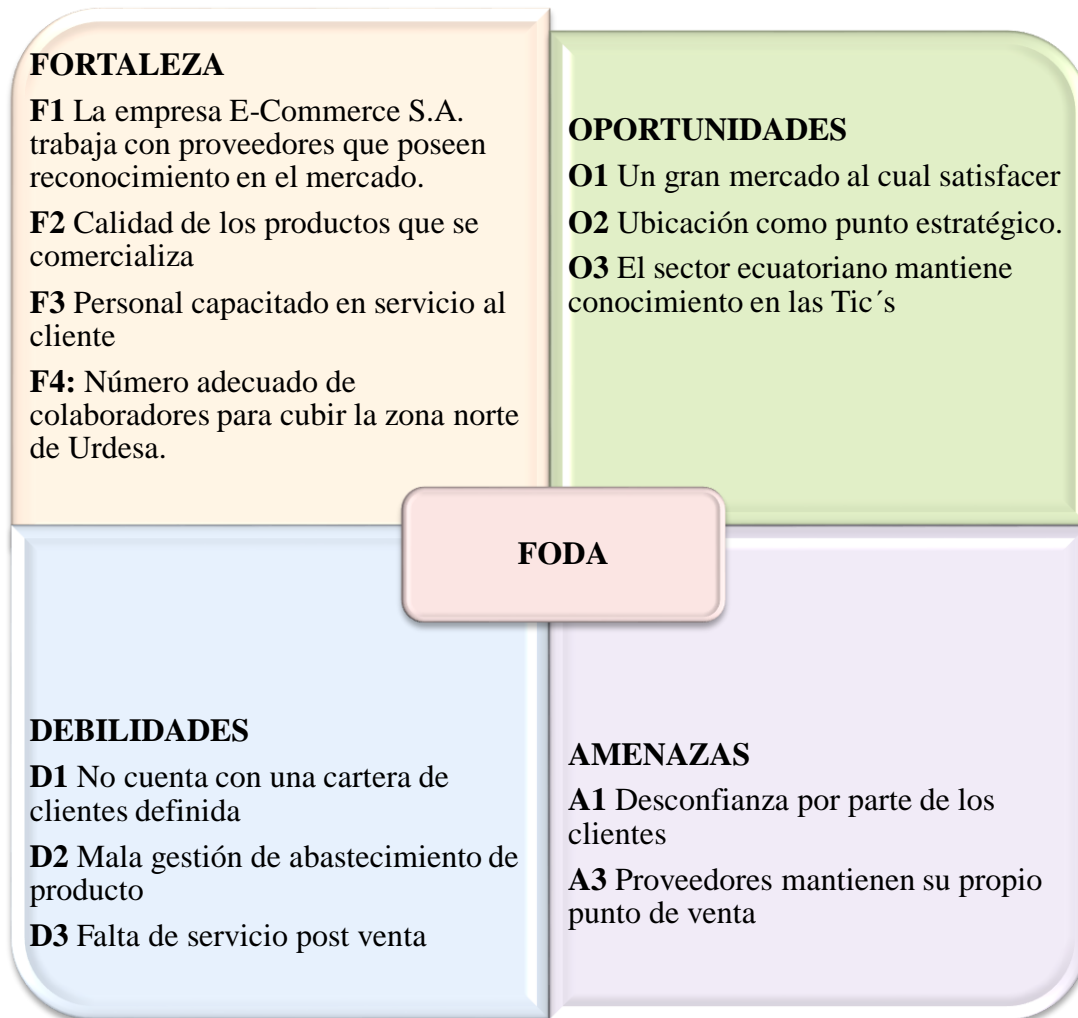 FORTALEZA
F1 La empresa E-Commerce S.A.
trabaja con proveedores que poseen
reconocimiento en el mercado.
F2 Calidad de los productos que se
comercializa
F3 Personal capacitado en servicio al
cliente
F4: Número adecuado de
colaboradores para cubir la zona norte
de Urdesa.
OPORTUNIDADES
O1 Un gran mercado al cual satisfacer
O2 Ubicación como punto estratégico.
O3 El sector ecuatoriano mantiene
conocimiento en las Tic´s
FODA
DEBILIDADES
D1 No cuenta con una cartera de
clientes definida
D2 Mala gestión de abastecimiento de
producto
D3 Falta de servicio post venta
AMENAZAS
A1 Desconfianza por parte de los
clientes
A3 Proveedores mantienen su propio
punto de venta